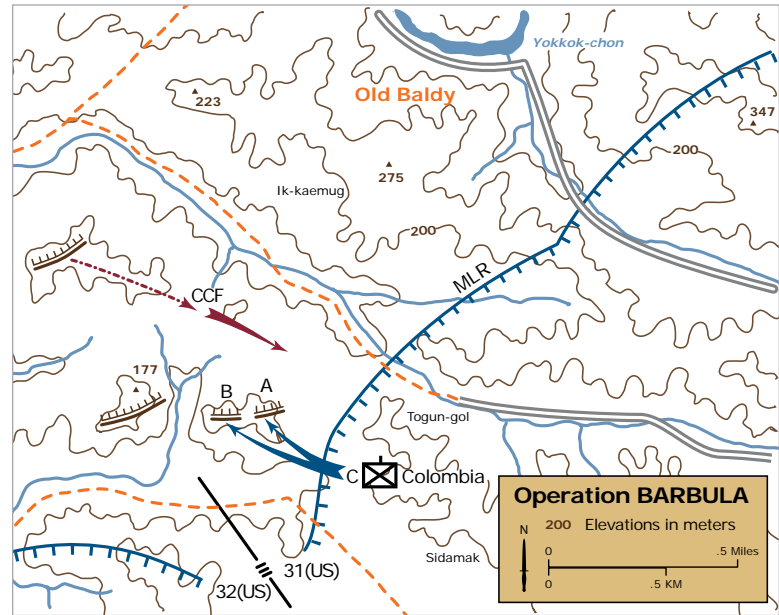 Yokkok-chon
Old Baldy
223
347
275
200
Ik-kaemug
200
MLR
CCF
177
B
A
Togun-gol
C
Colombia
Operation BARBULA
N
200 Elevations in meters
0
.5 Miles
0
.5 KM
Sidamak
31(US)
32(US)